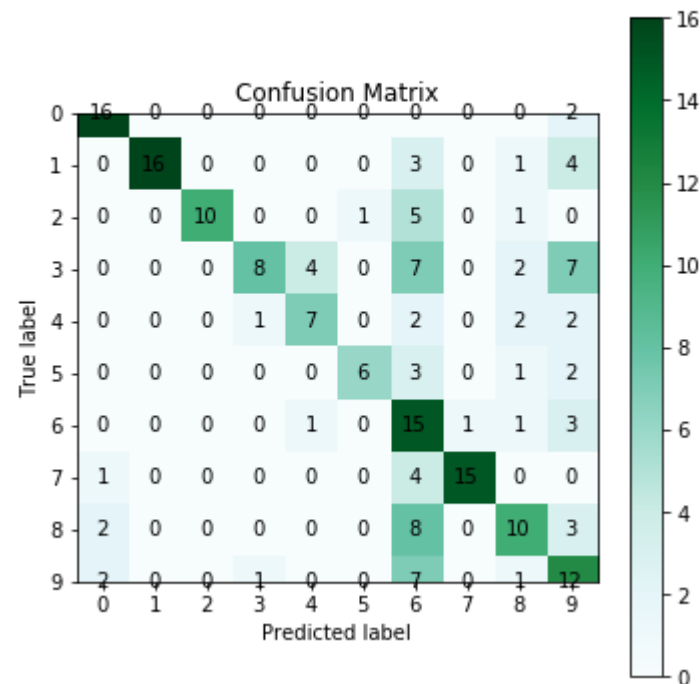 Confusion Matrix
0 16 0 0 0 0 0 0 0 0 2
1 0 16 0 0 0 0 3 0 1 4
2 0 0 10 0 0 1 5 0 1 0
3 0 0 0 8 4 0 7 0 2 7
4 0 0 0 1 7 0 2 0 2 2
5 0 0 0 0 0 6 3 0 1 2
6 0 0 0 0 1 0 15 1 1 3
7 1 0 0 0 0 0 4 15 0 0
8 2 0 0 0 0 0 8 0 10 3
9 2 0 0 1 0 0 7 0 1 12
0 1 2 3 4 5 6 7 8 9
True label
Predicted label
16
14
12
10
8
6
4
2
0